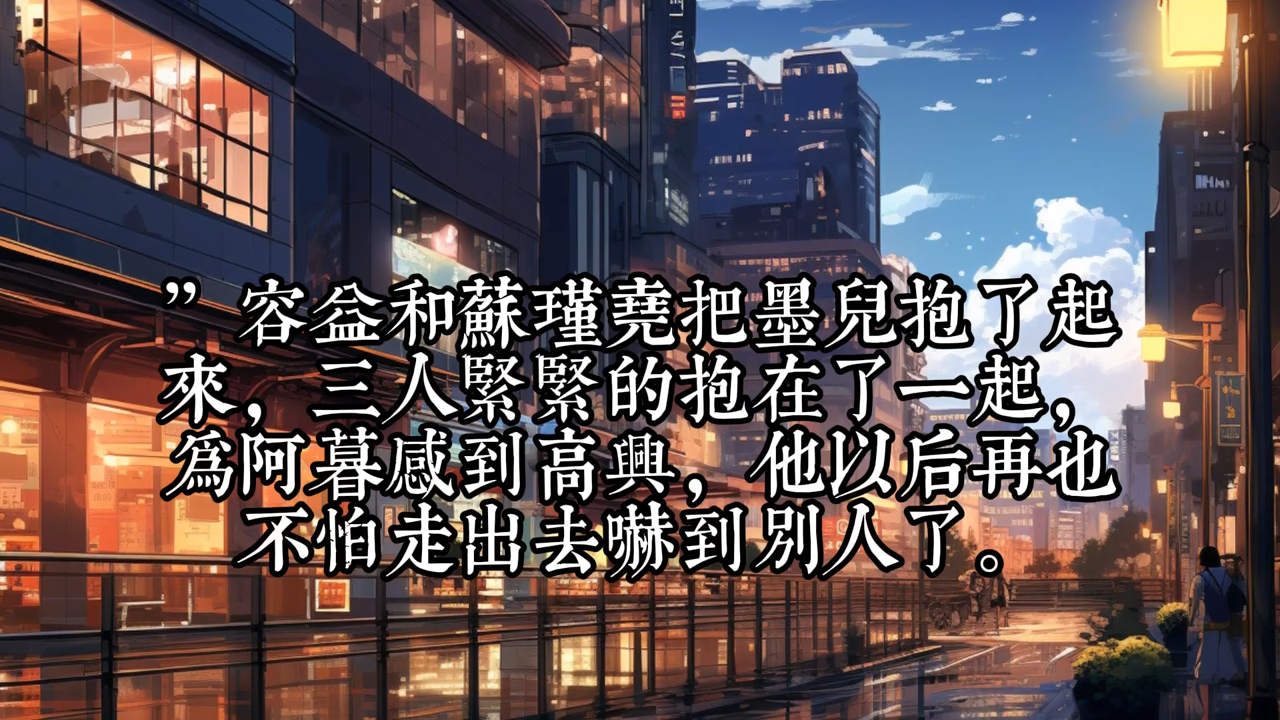 ”容益和蘇瑾堯把墨兒抱了起
來，三人緊緊的抱在了一起，
爲阿暮感到高興，他以后再也
不怕走出去嚇到別人了。